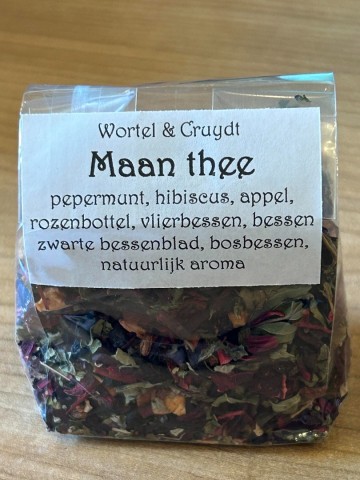 Wortel & Cruydt
Maan thee
pepermunt, hibiscus, appel,
rozenbottel, vlierbessen, bessen
zwarte bessenblad, bosbessen,
natuurlijk aroma